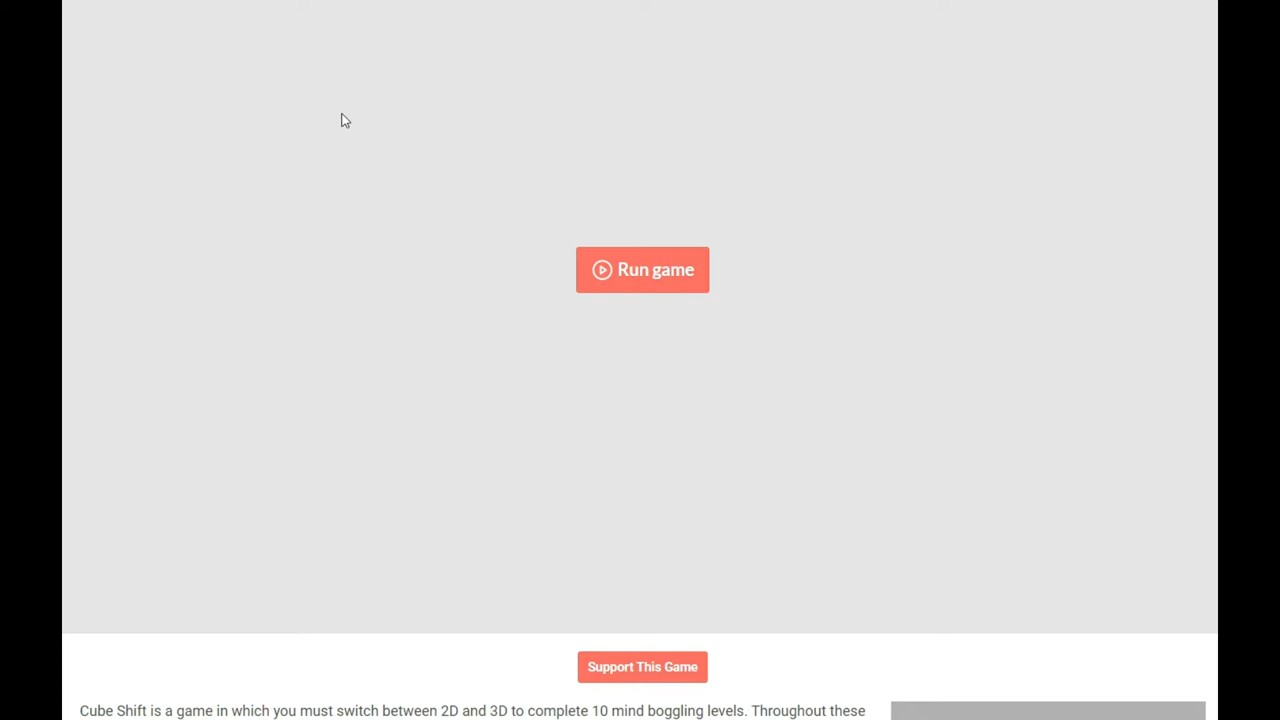 Run game
Support This Game
Cube Shift is a game in which you must switch between 2D and 3D to complete 10 mind boggling levels. Throughout these